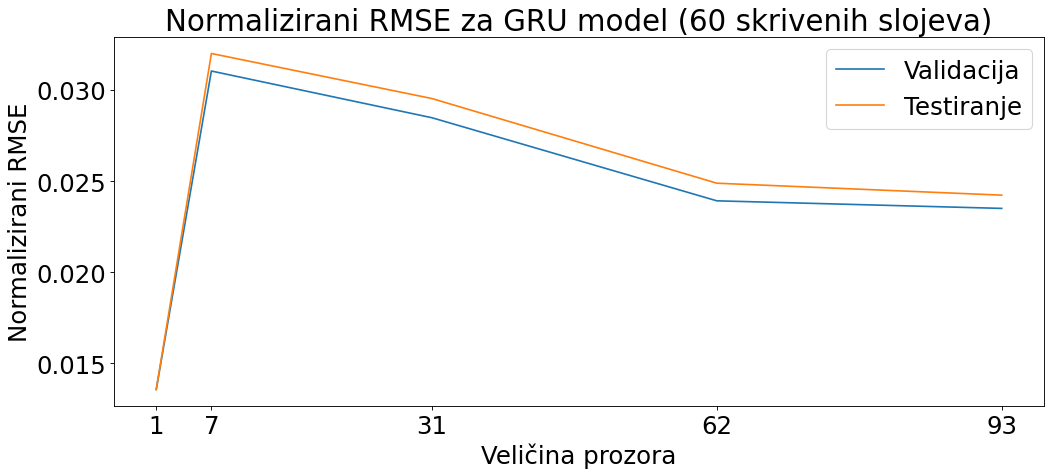 Normalizirani RMSE za GRU model (60 skrivenih slojeva)
Validacija
Testiranje
Normalizirani RMSE
0.030
0.025
0.020
0.015
1 7 31 62 93
Veličina prozora